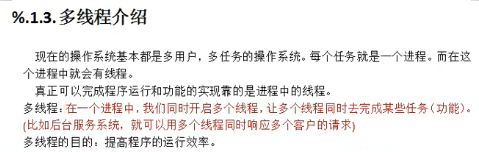 %.1.3. 多线程介绍
现在的操作系统基本都是多用户，多任务的操作系统。每个任务就是一个进程。而在这
个进程中就会有线程。
真正可以完成程序运行和功能的实现靠的是进程中的线程。
多线程：在一个进程中，我们同时开启多个线程，让多个线程同时去完成某些任务（功能）。
(比如后台服务系统，就可以用多个线程同时响应多个客户的请求)
多线程的目的：提高程序的运行效率。